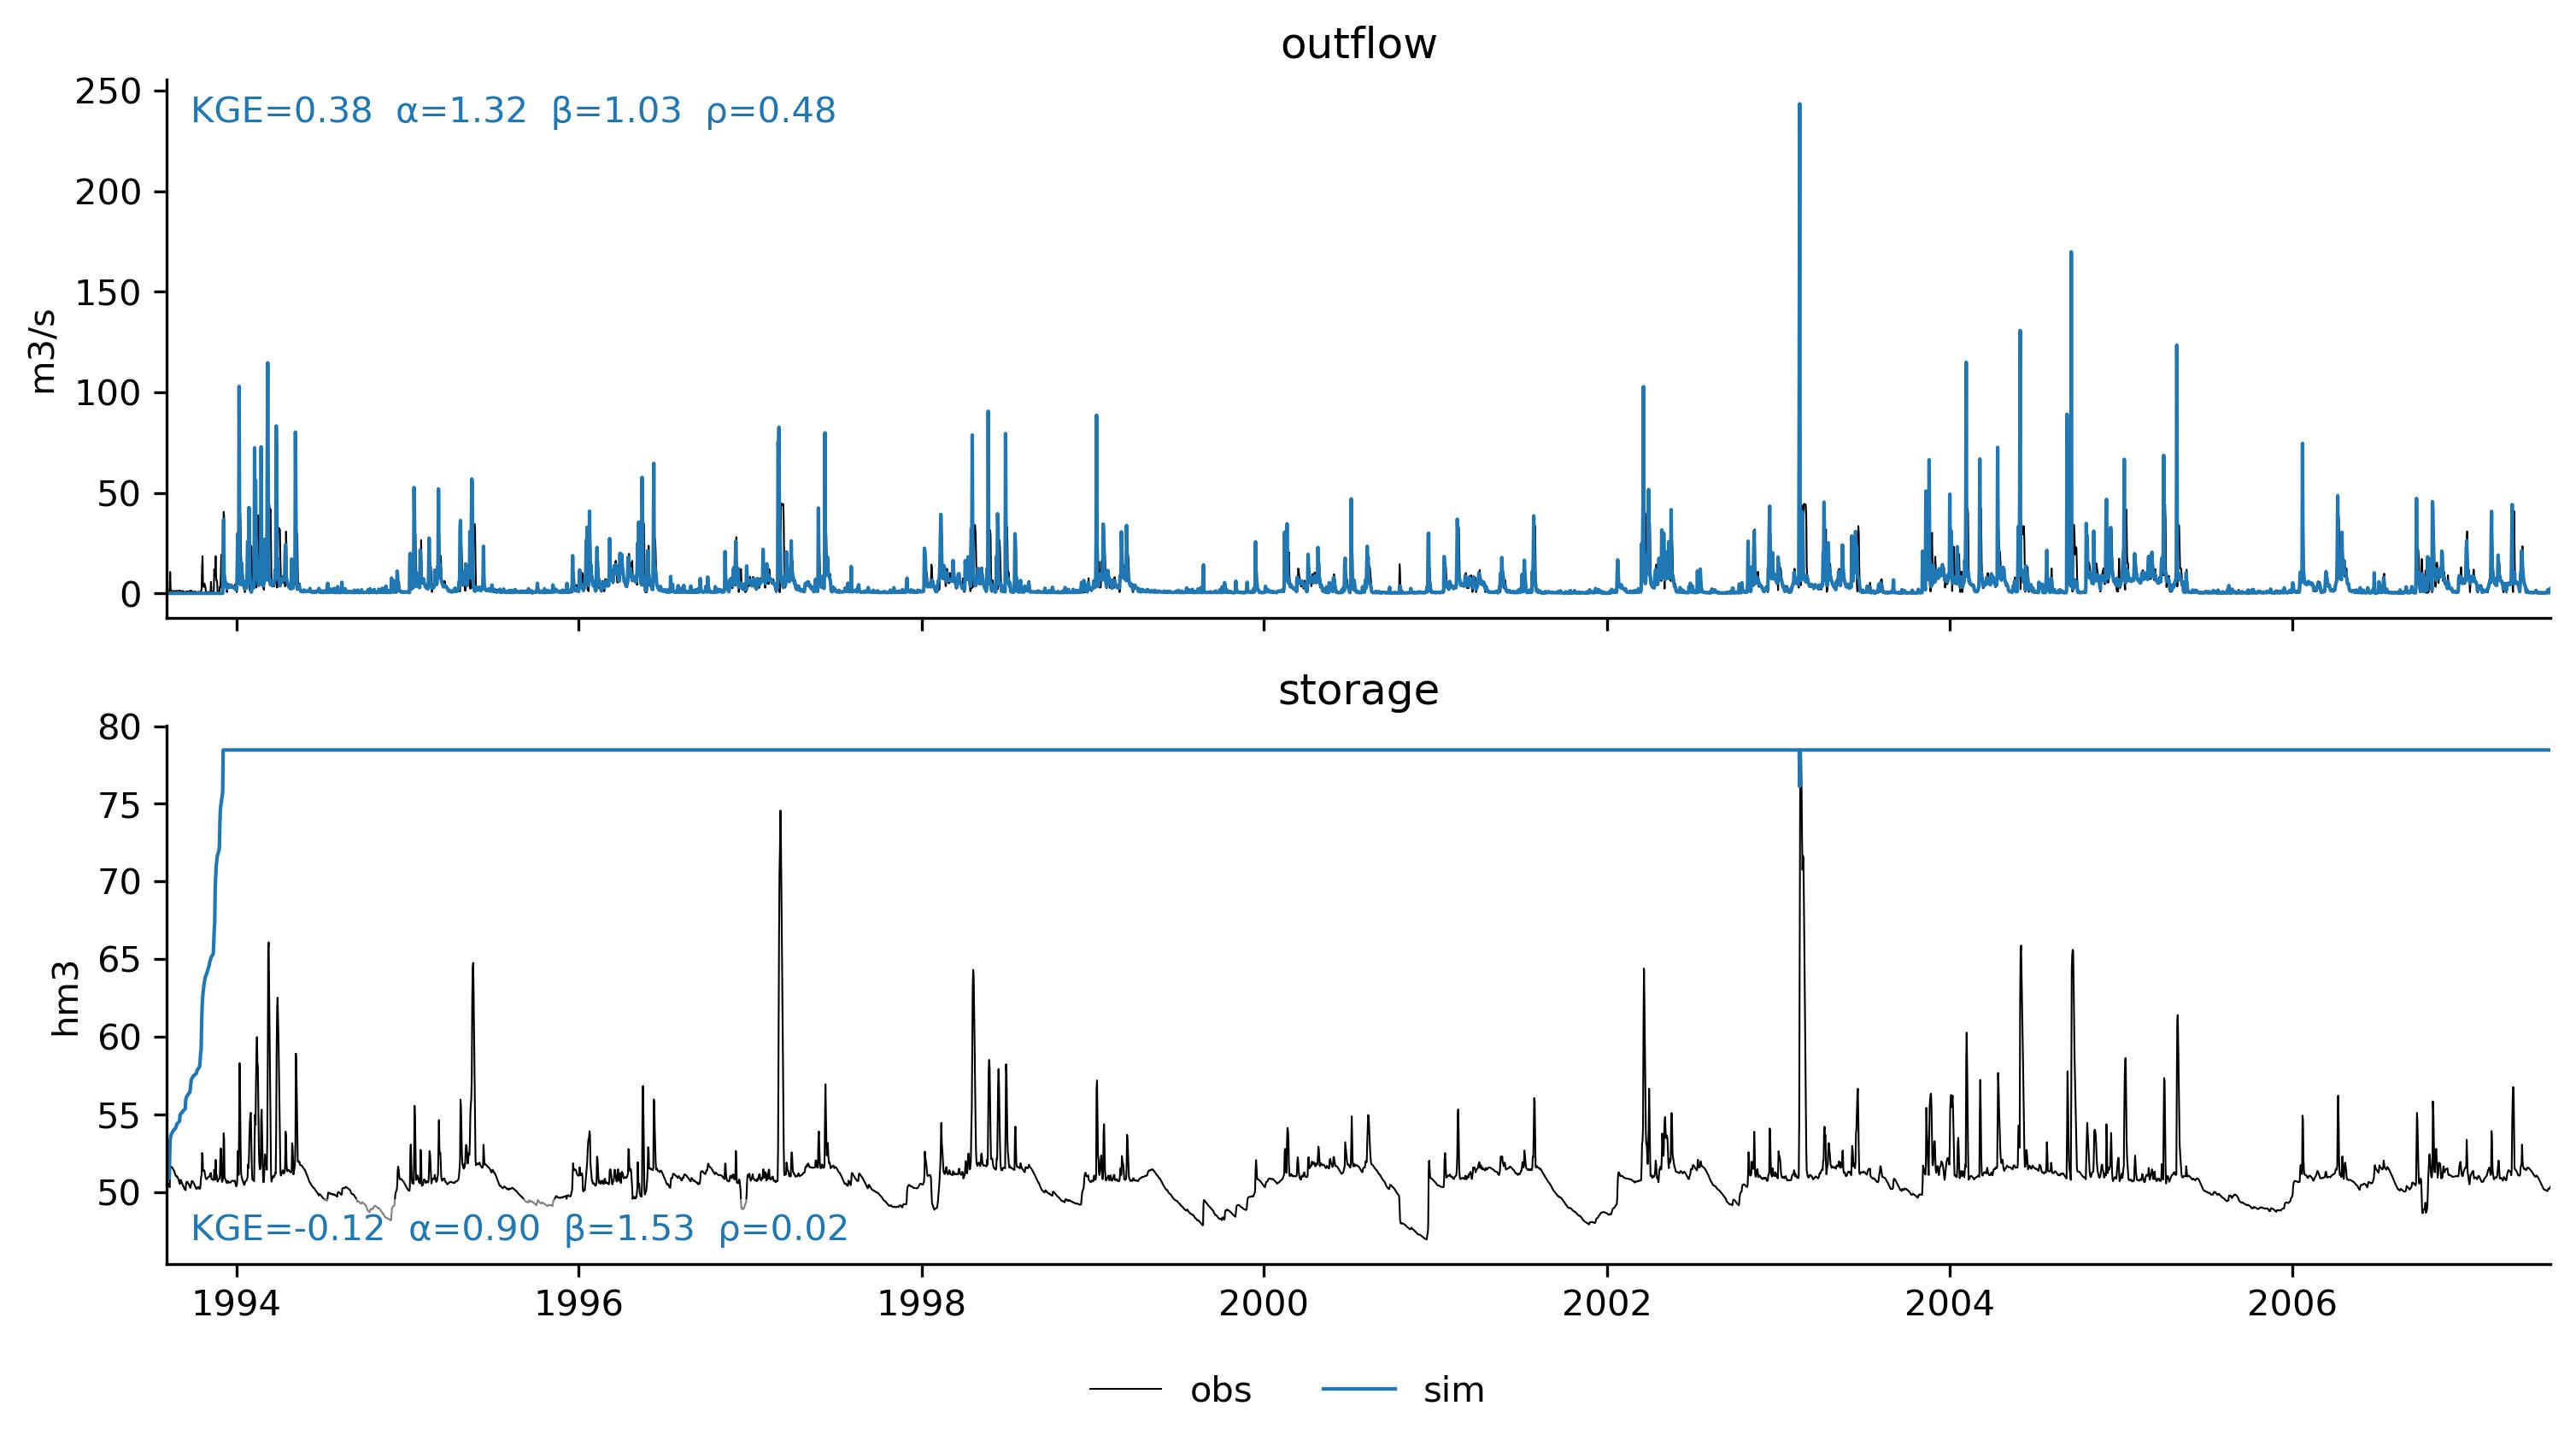 outflow
250
KGE=0.38 α=1.32 β=1.03 ρ=0.48
200
150
m3/s
100
50
0
storage
80
75
70
65
hm3
60
55
50
KGE=-0.12 α=0.90 β=1.53 ρ=0.02
1994 1996 1998 2000 2002 2004 2006
obs sim